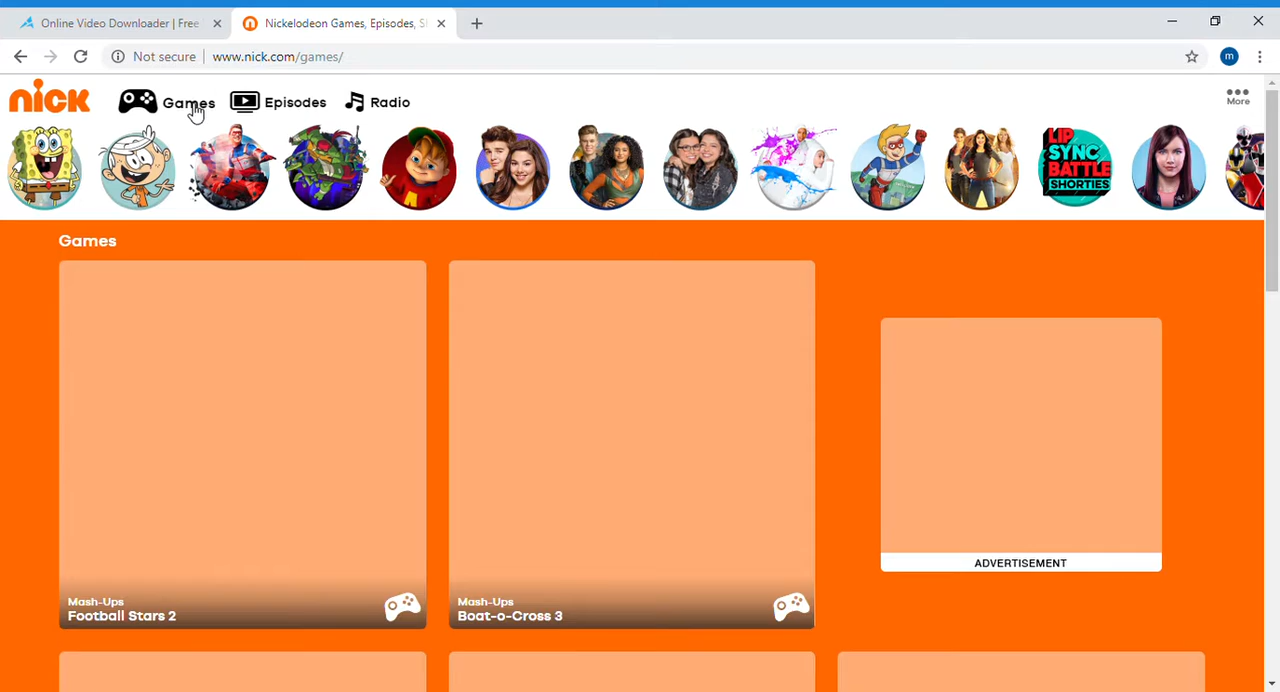 Online Video Downloader | Free
Nickelodeon Games, Episodes, S
Not secure
www.nick.com/games/
m
nick
Games
Episodes
Radio
More
LIP
SYNC
BATTLE
SHORTIES
Games
Mash-Ups
Football Stars 2
Mash-Ups
Boat-o-Cross 3
ADVERTISEMENT